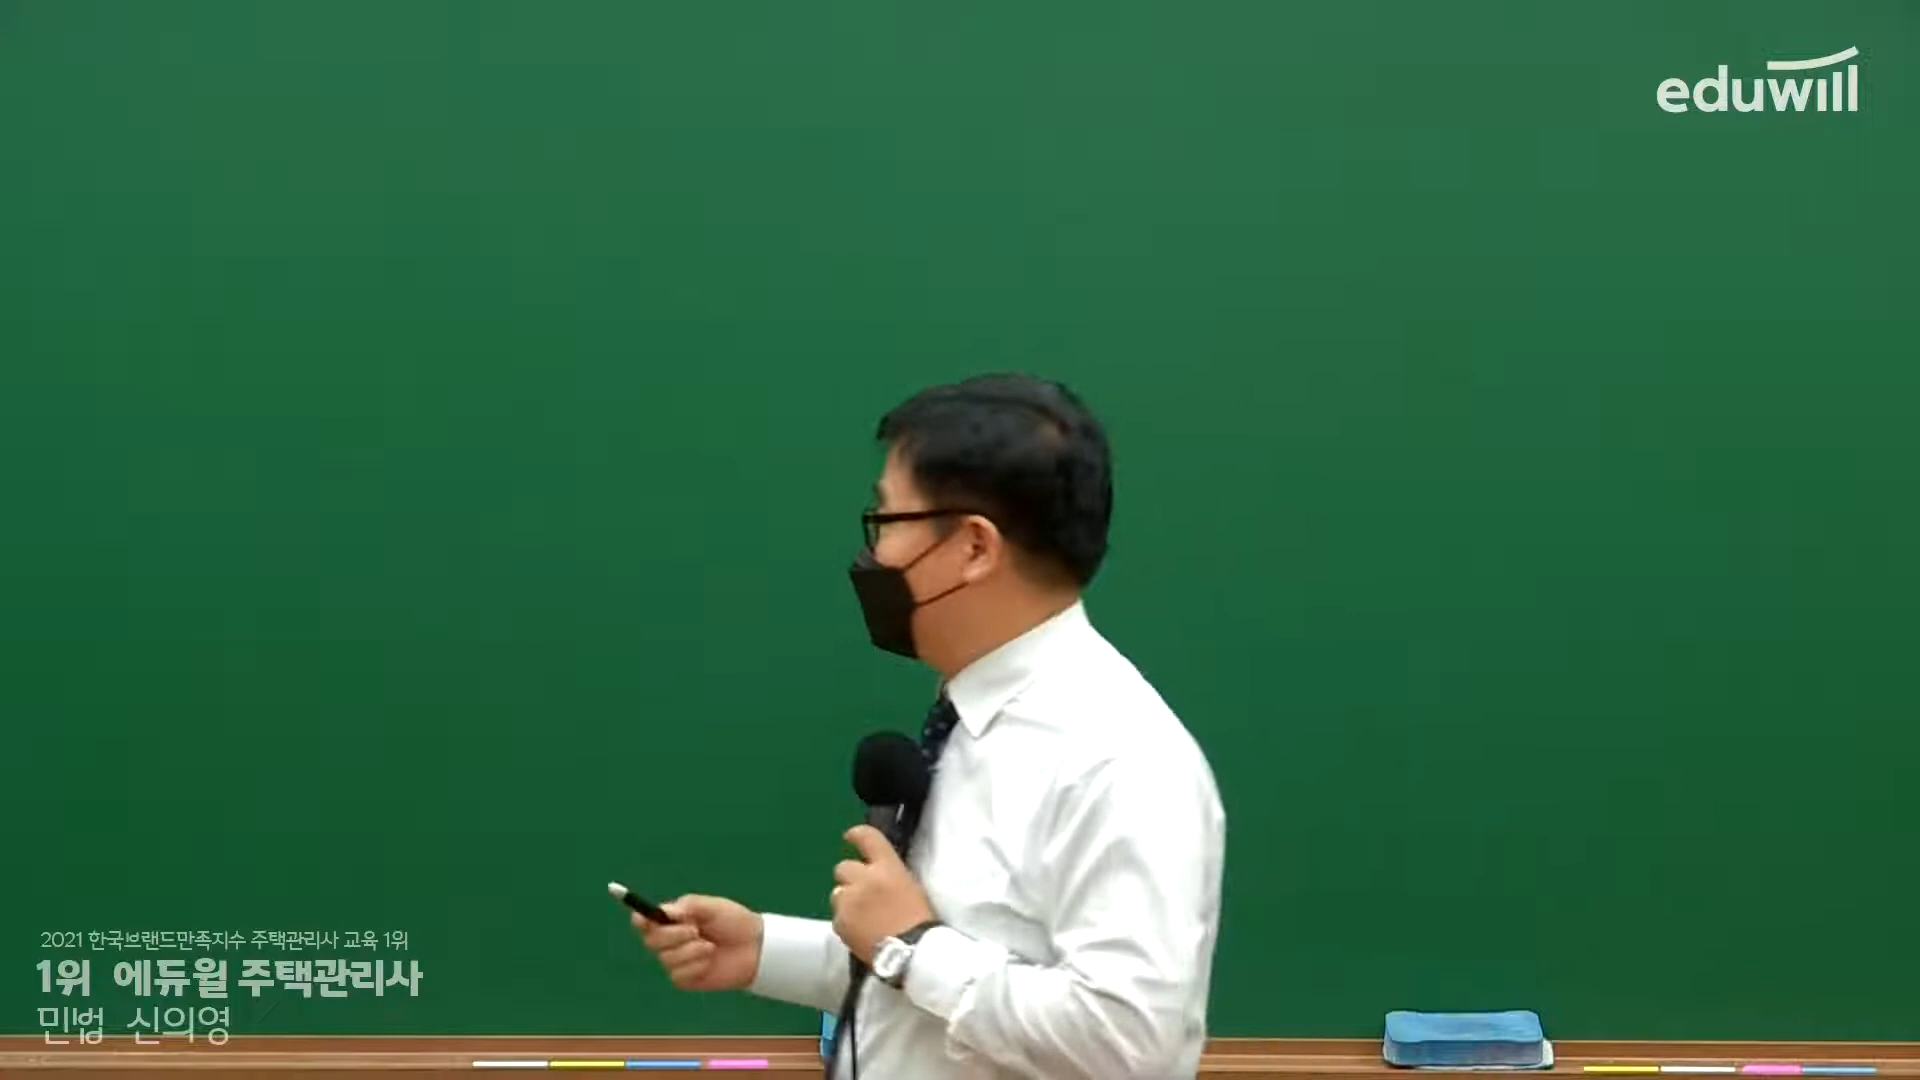 eduwill
2021 한국브랜드만족지수 주택관리사 교육 1위
1위 에듀윌 주택관리사
민법 신의영